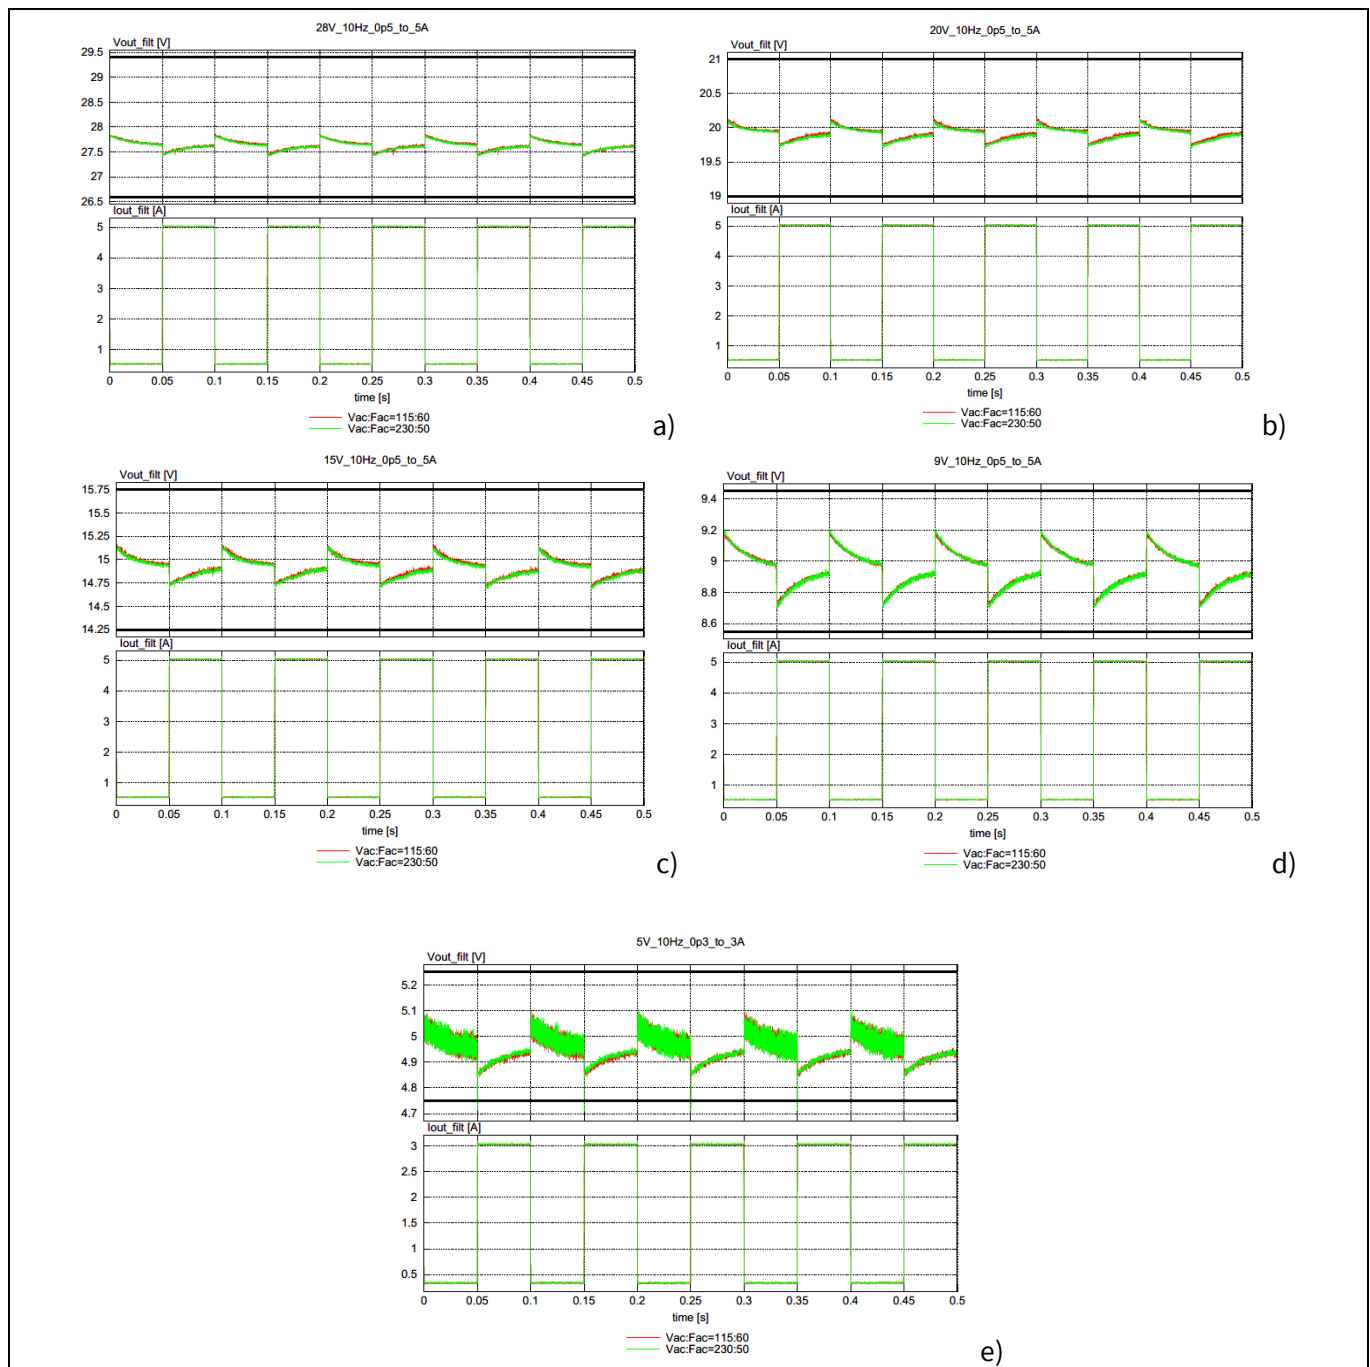 28V_10Hz_0p5_to_5A
Vout_filt [V]
29.5
29
28.5
28
27.5
27
26.5
Iout_filt [A]
5
4
3
2
1
0 0.05 0.1 0.15 0.2 0.25 0.3 0.35 0.4 0.45 0.5
time [s]
Vac:Fac=115:60
Vac:Fac=230:50
a)
20V_10Hz_0p5_to_5A
Vout_filt [V]
21
20.5
20
19.5
19
Iout_filt [A]
5
4
3
2
1
0 0.05 0.1 0.15 0.2 0.25 0.3 0.35 0.4 0.45 0.5
time [s]
Vac:Fac=115:60
Vac:Fac=230:50
b)
15V_10Hz_0p5_to_5A
Vout_filt [V]
15.75
15.5
15.25
15
14.75
14.5
14.25
Iout_filt [A]
5
4
3
2
1
0 0.05 0.1 0.15 0.2 0.25 0.3 0.35 0.4 0.45 0.5
time [s]
Vac:Fac=115:60
Vac:Fac=230:50
c)
9V_10Hz_0p5_to_5A
Vout_filt [V]
9.4
9.2
9
8.8
8.6
Iout_filt [A]
5
4
3
2
1
0 0.05 0.1 0.15 0.2 0.25 0.3 0.35 0.4 0.45 0.5
time [s]
Vac:Fac=115:60
Vac:Fac=230:50
d)
5V_10Hz_0p3_to_3A
Vout_filt [V]
5.2
5.1
5
4.9
4.8
4.7
Iout_filt [A]
3
2.5
2
1.5
1
0.5
0 0.05 0.1 0.15 0.2 0.25 0.3 0.35 0.4 0.45 0.5
time [s]
Vac:Fac=115:60
Vac:Fac=230:50
e)